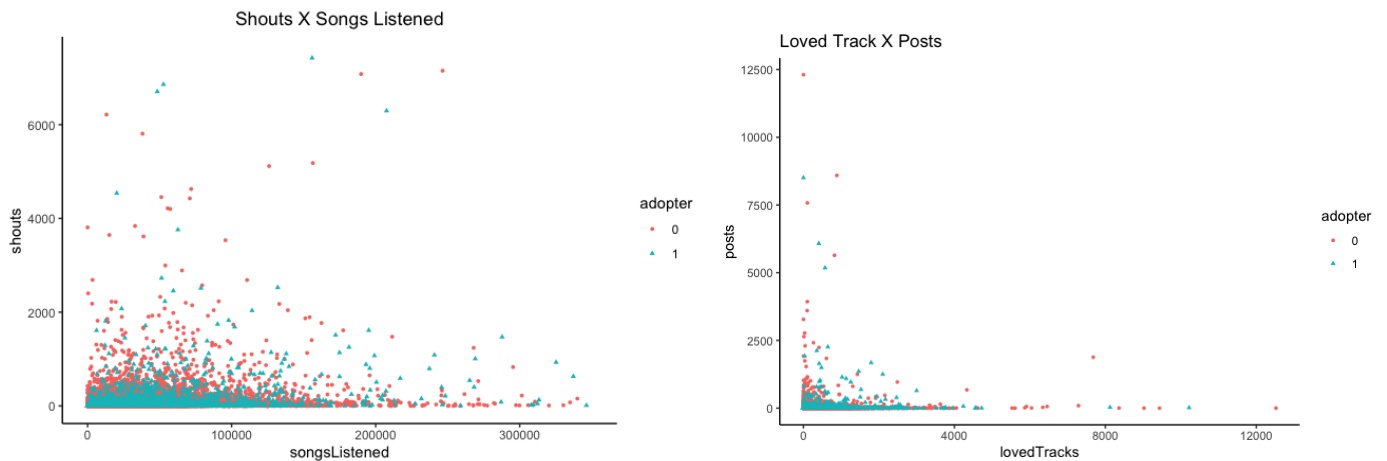 Shouts X Songs Listened
shouts
6000
4000
2000
0
0 100000 200000 300000
songsListened
adopter
0
1
Loved Track X Posts
posts
12500
10000
7500
5000
2500
0
0 4000 8000 12000
lovedTracks
adopter
0
1